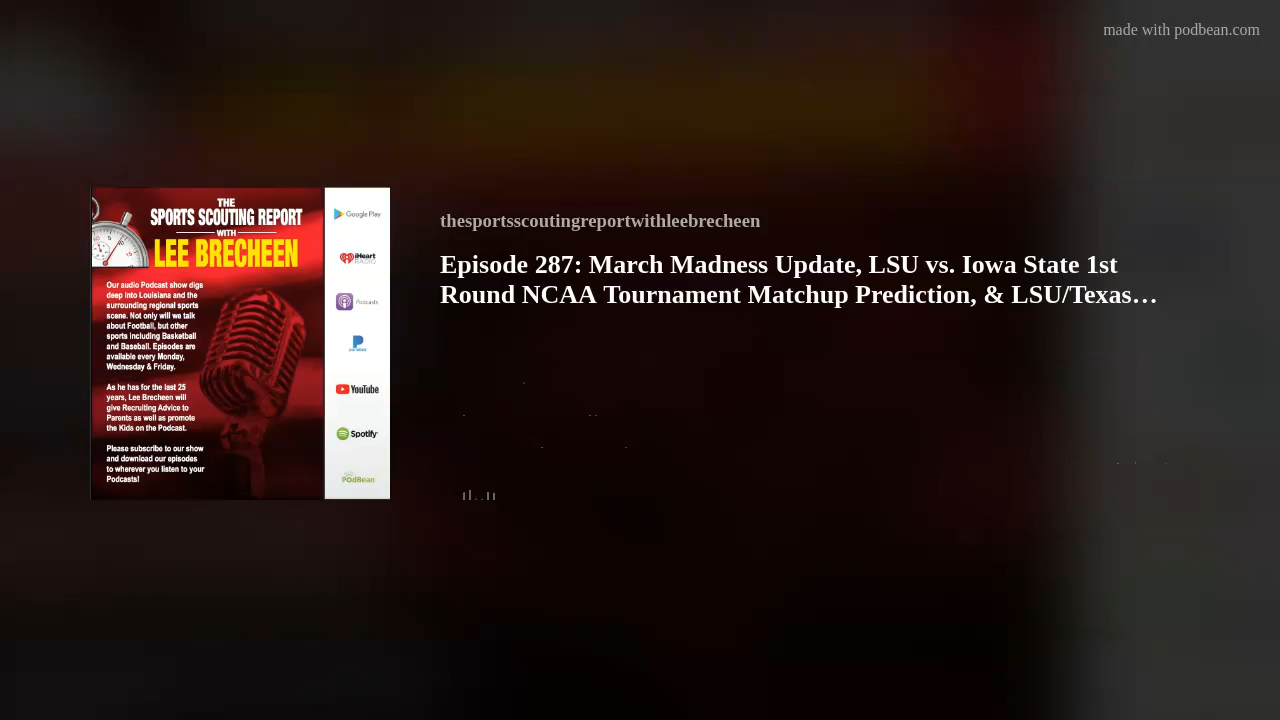 made with podbean.com
THE
SPORTS SCOUTING REPORT
WITH
LEE BRECHEEN
Our audio Podcast show digs
deep into Louisiana and the
surrounding regional sports
scene. Not only will we talk
about Football, but other
sports including Basketball
and Baseball. Episodes are
available every Monday,
Wednesday & Friday.
As he has for the last 25
years, Lee Brecheen will
give Recruiting Advice to
Parents as well as promote
the Kids on the Podcast.
Please subscribe to our show
and download our episodes
to wherever you listen to your
Podcasts!
Google Play
iHeart
RADIO
Podcasts
YouTube
Spotify
PodBean
thesportsscoutingreportwithleebrecheen
Episode 287: March Madness Update, LSU vs. Iowa State 1st
Round NCAA Tournament Matchup Prediction, & LSU/Texas…